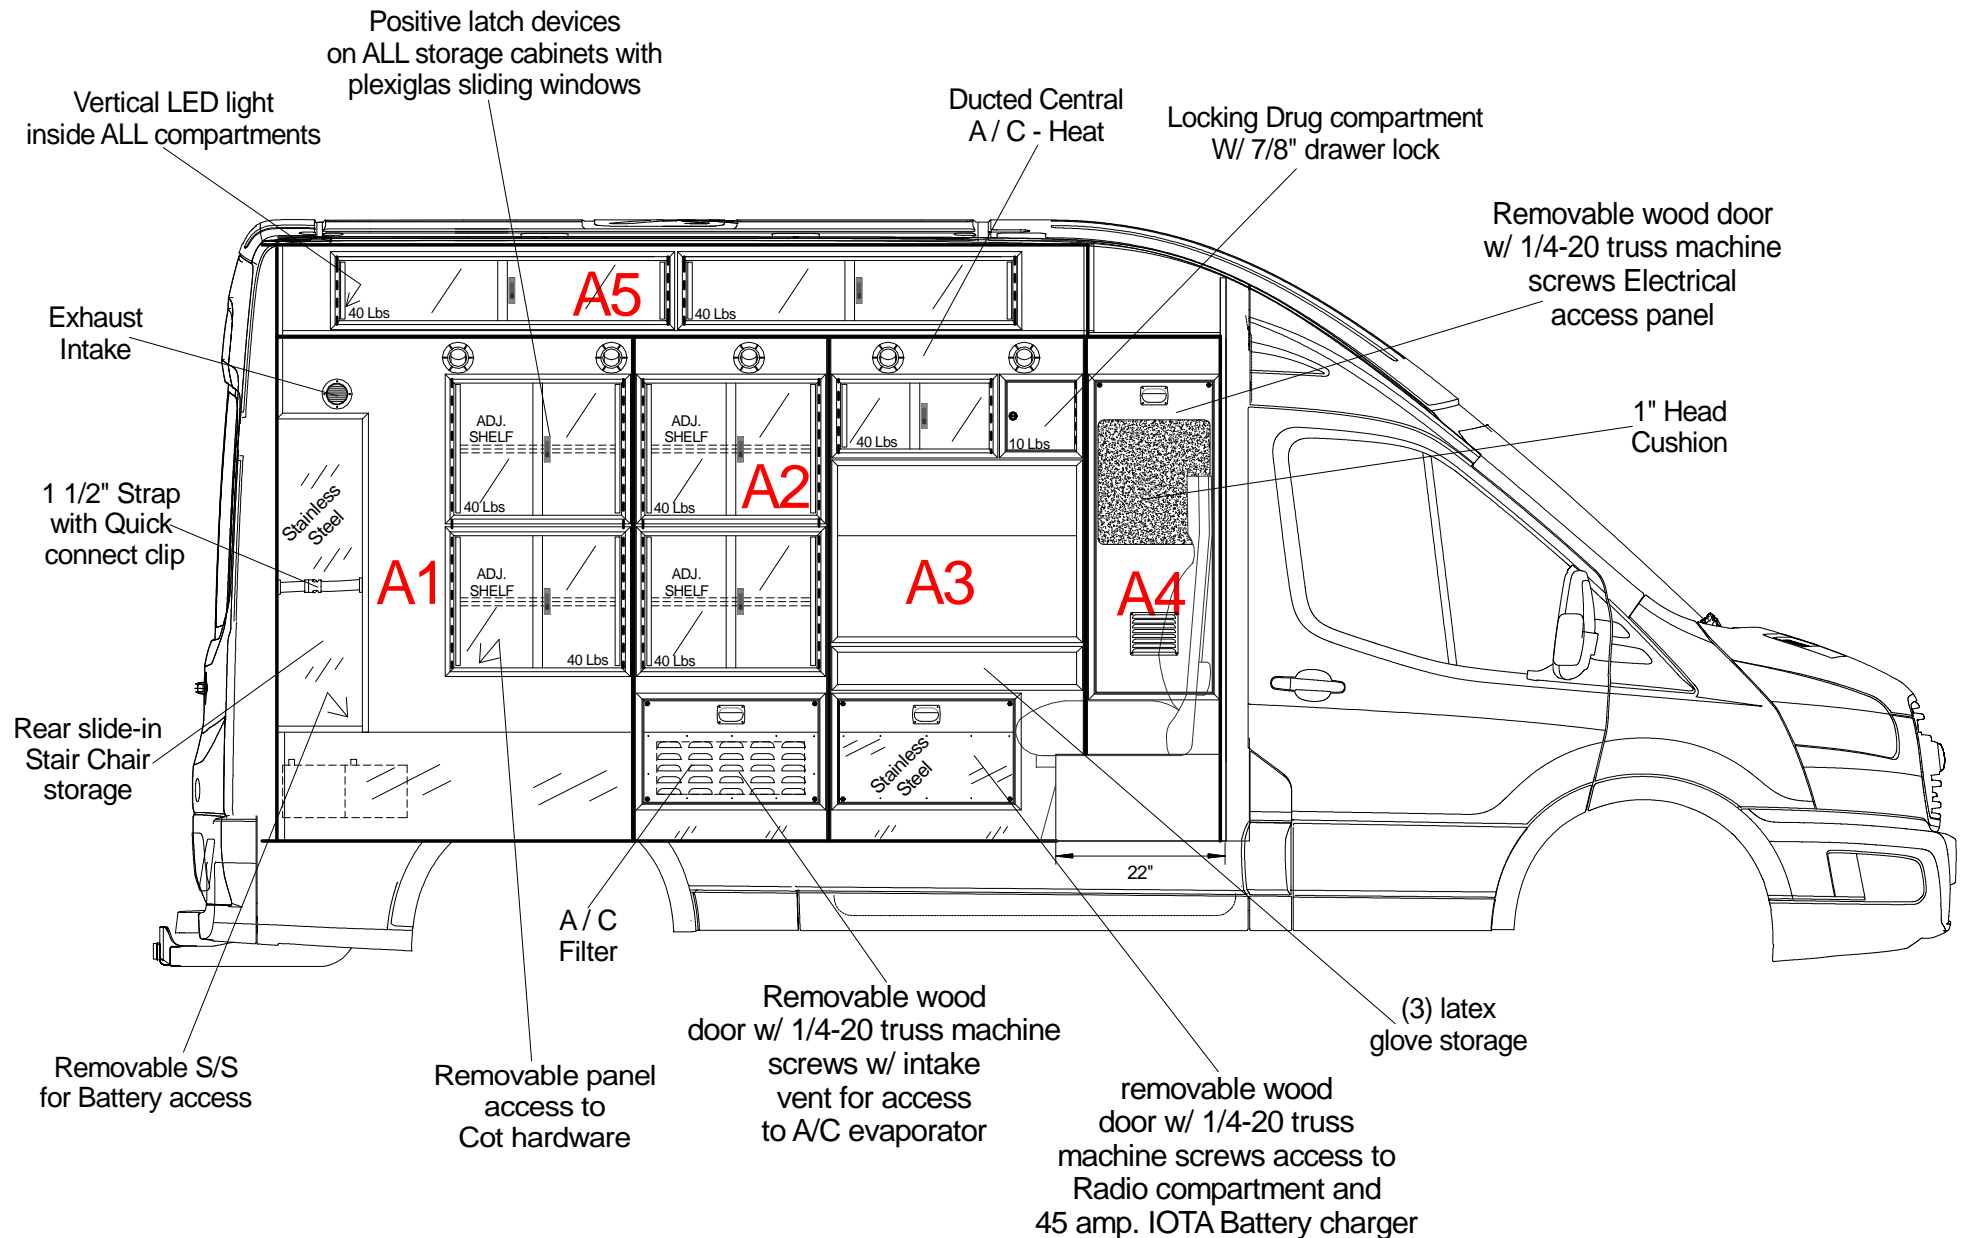 Positive latch devices
on ALL storage cabinets with
plexiglas sliding windows
Vertical LED light
inside ALL compartments
Ducted Central
A / C - Heat
Locking Drug compartment
W/ 7/8" drawer lock
Removable wood door
w/ 1/4-20 truss machine
screws Electrical
access panel
Exhaust
Intake
1" Head
Cushion
1 1/2" Strap
with Quick
connect clip
Rear slide-in
Stair Chair
storage
A5
40 Lbs
40 Lbs
ADJ.
SHELF
40 Lbs
ADJ.
SHELF
40 Lbs
A2
40 Lbs
10 Lbs
Stainless
Steel
A1
ADJ.
SHELF
40 Lbs
ADJ.
SHELF
40 Lbs
A3
A4
Stainless
Steel
22"
A / C
Filter
Removable S/S
for Battery access
Removable panel
access to
Cot hardware
Removable wood
door w/ 1/4-20 truss machine
screws w/ intake
vent for access
to A/C evaporator
removable wood
door w/ 1/4-20 truss
machine screws access to
Radio compartment and
45 amp. IOTA Battery charger
(3) latex
glove storage